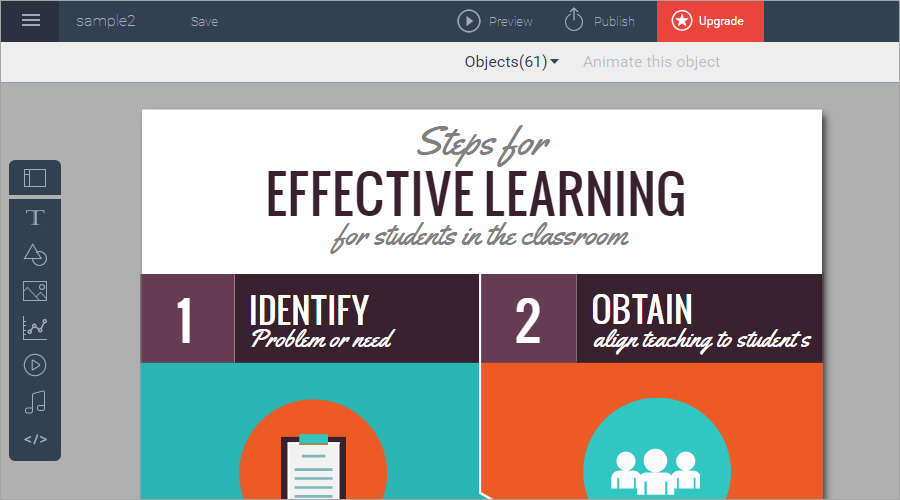 sample2
Save
Preview
Publish
Upgrade
Objects(61)
Animate this object
Steps for
EFFECTIVE LEARNING
for students in the classroom
1
IDENTIFY
Problem or need
2
OBTAIN
align teaching to student's
T
</>